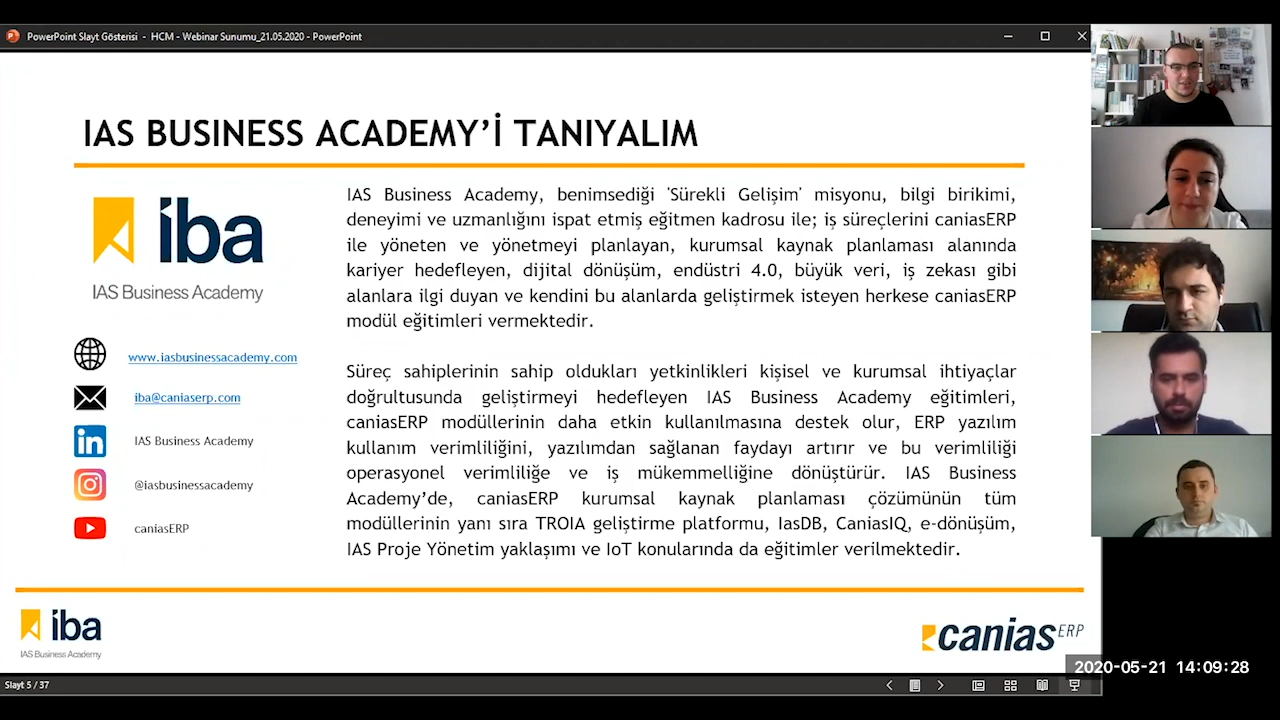 PowerPoint Slayt Gösterisi - HCM - Webinar Sunumu_21.05.2020 - PowerPoint
IAS BUSINESS ACADEMY’İ TANIYALIM
iba
IAS Business Academy
www.iasbusinessacademy.com
iba@caniaserp.com
in
IAS Business Academy
@iasbusinessacademy
caniasERP
IAS Business Academy, benimsediği 'Sürekli Gelişim' misyonu, bilgi birikimi,
deneyimi ve uzmanlığını ispat etmiş eğitmen kadrosu ile; iş süreçlerini caniasERP
ile yöneten ve yönetmeyi planlayan, kurumsal kaynak planlaması alanında
kariyer hedefleyen, dijital dönüşüm, endüstri 4.0, büyük veri, iş zekası gibi
alanlara ilgi duyan ve kendini bu alanlarda geliştirmek isteyen herkese caniasERP
modül eğitimleri vermektedir.
Süreç sahiplerinin sahip oldukları yetkinlikleri kişisel ve kurumsal ihtiyaçlar
doğrultusunda geliştirmeyi hedefleyen IAS Business Academy eğitimleri,
caniasERP modüllerinin daha etkin kullanılmasına destek olur, ERP yazılım
kullanım verimliliğini, yazılımdan sağlanan faydayı artırır ve bu verimliliği
operasyonel verimliliğe ve iş mükemmelliğine dönüştürür. IAS Business
Academy’de, caniasERP kurumsal kaynak planlaması çözümünün tüm
modüllerinin yanı sıra TROIA geliştirme platformu, IasDB, CaniasIQ, e-dönüşüm,
IAS Proje Yönetim yaklaşımı ve IoT konularında da eğitimler verilmektedir.
iba
IAS Business Academy
canias ERP
2020-05-21 14:09:28
Slayt 5 / 37